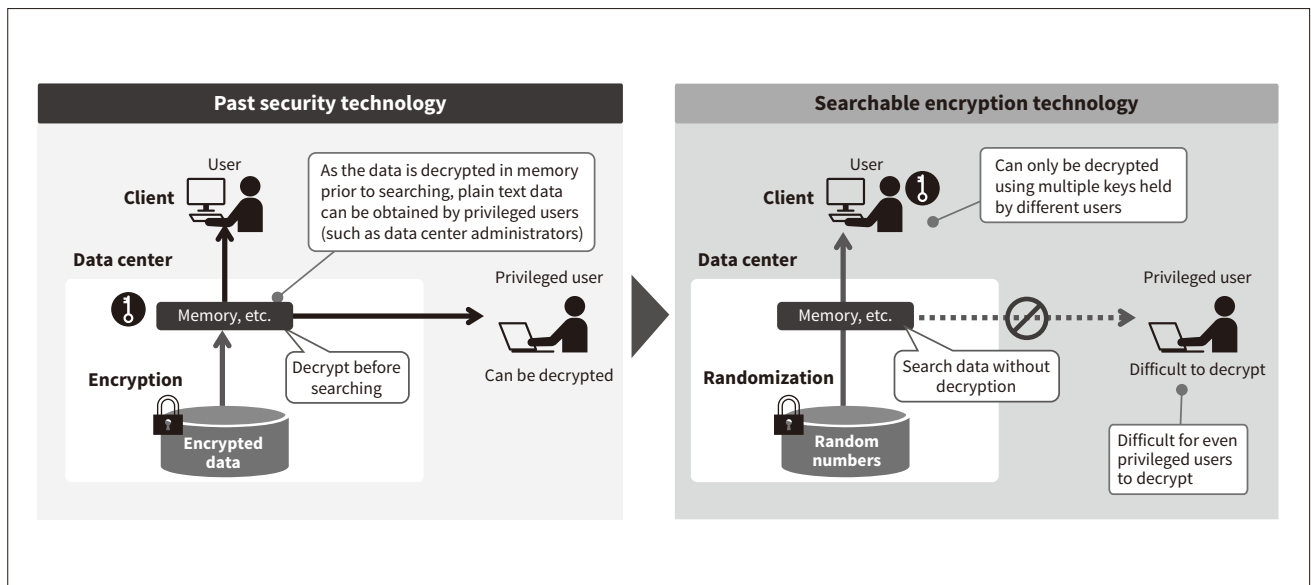 Past security technology
User
Client
As the data is decrypted in memory
prior to searching, plain text data
can be obtained by privileged users
(such as data center administrators)
Data center
Privileged user
Memory, etc.
Decrypt before
searching
Can be decrypted
Encryption
Encrypted
data
Searchable encryption technology
User
Client
Can only be decrypted
using multiple keys held
by different users
Data center
Privileged user
Memory, etc.
Search data without
decryption
Difficult to decrypt
Randomization
Random
numbers
Difficult for even
privileged users
to decrypt